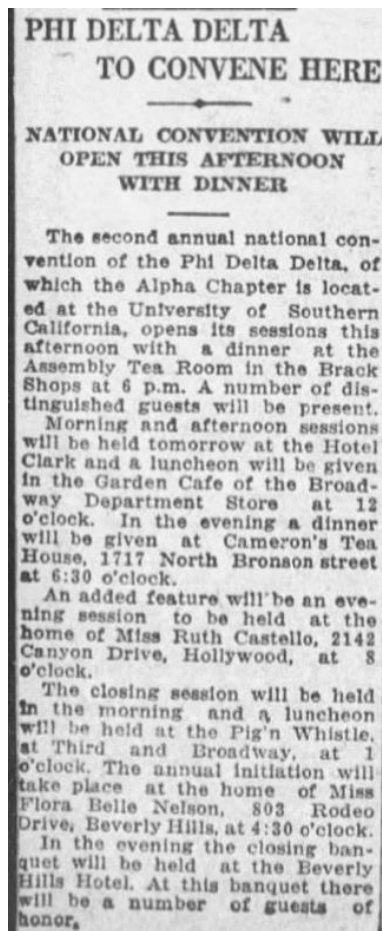 PHI DELTA DELTA
TO CONVENE HERE
NATIONAL CONVENTION WILL
OPEN THIS AFTERNOON
WITH DINNER
The second annual national con-
vention of the Phi Delta Delta, of
which the Alpha Chapter is locat-
ed at the University of Southern
California, opens its sessions this
afternoon with a dinner at the
Assembly Tea Room in the Brack
Shops at 6 p.m. A number of dis-
tinguished guests will be present.
Morning and afternoon sessions
will be held tomorrow at the Hotel
Clark and a luncheon will be given
in the Garden Cafe of the Broad-
way Department Store at 12
o'clock. In the evening a dinner
will be given at Cameron's Tea
House, 1717 North Bronson street
at 6:30 o'clock.
An added feature will be an eve-
ning session to be held at the
home of Miss Ruth Castello, 2142
Canyon Drive, Hollywood, at 8
o'clock.
The closing session will be held
in the morning and a luncheon
will be held at the Pig'n Whistle,
at Third and Broadway, at 1
o'clock. The annual initiation will
take place at the home of Miss
Flora Belle Nelson, 803 Rodeo
Drive, Beverly Hills, at 4:30 o'clock.
In the evening the closing ban-
quet will be held at the Beverly
Hills Hotel. At this banquet there
will be a number of guests of
honor.